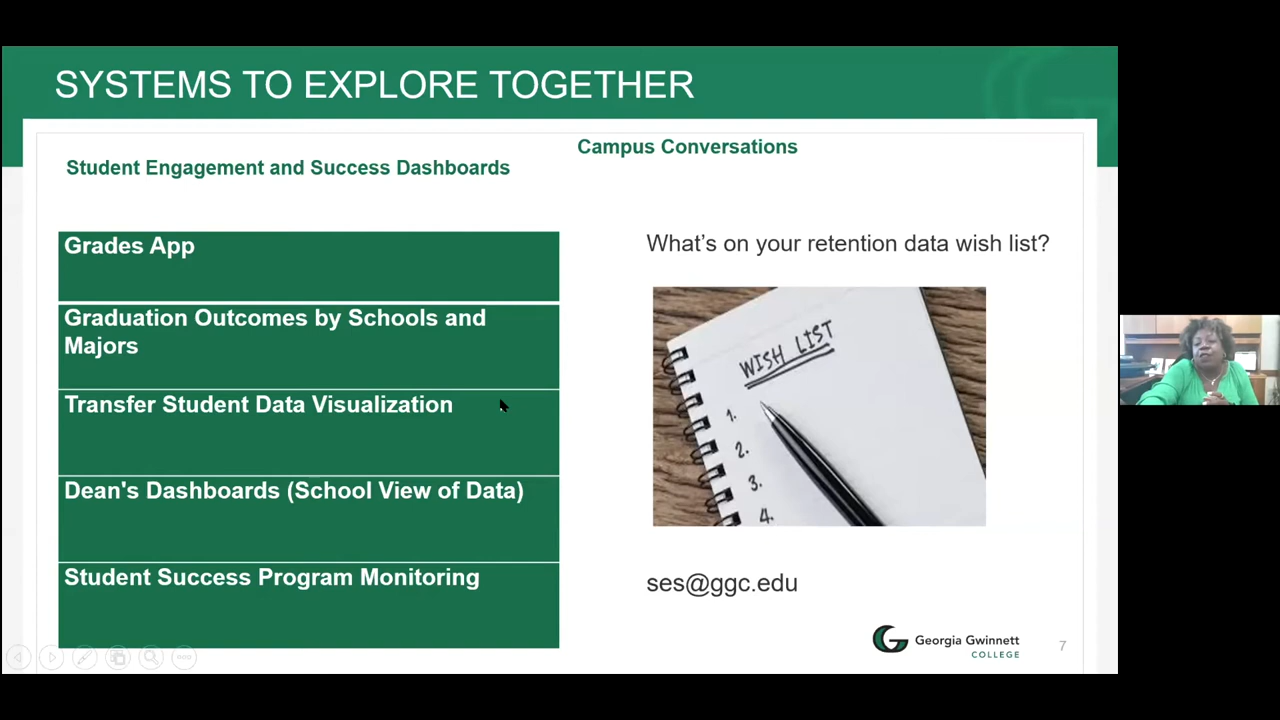 SYSTEMS TO EXPLORE TOGETHER
Student Engagement and Success Dashboards
Grades App
Graduation Outcomes by Schools and
Majors
Transfer Student Data Visualization
Dean's Dashboards (School View of Data)
Student Success Program Monitoring
Campus Conversations
What's on your retention data wish list?
WISH LIST
1.
2.
3.
4.
ses@ggc.edu
Georgia Gwinnett
COLLEGE
7